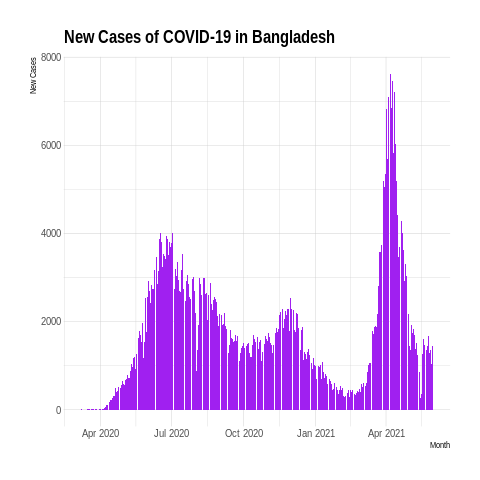 New Cases of COVID-19 in Bangladesh
New Cases
8000
6000
4000
2000
0
Apr 2020 Jul 2020 Oct 2020 Jan 2021 Apr 2021
Month